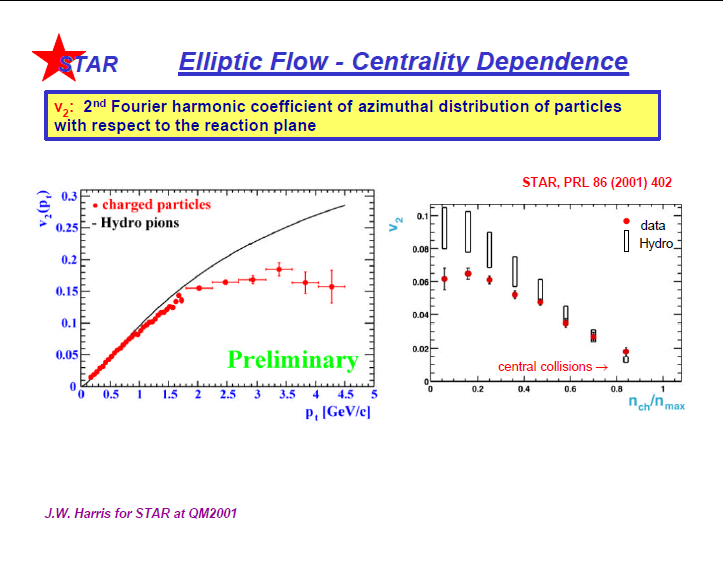 STAR
Elliptic Flow - Centrality Dependence
v2: 2nd Fourier harmonic coefficient of azimuthal distribution of particles
with respect to the reaction plane
STAR, PRL 86 (2001) 402
v2(pt)
0.3
0.25
0.2
0.15
0.1
0.05
0
charged particles
- Hydro pions
Preliminary
0 0.5 1 1.5 2 2.5 3 3.5 4 4.5 5
pt [GeV/c]
v2
0.1
0.08
0.06
0.04
0.02
0
data
Hydro
central collisions →
0 0.2 0.4 0.6 0.8 1
nch/nmax
J.W. Harris for STAR at QM2001